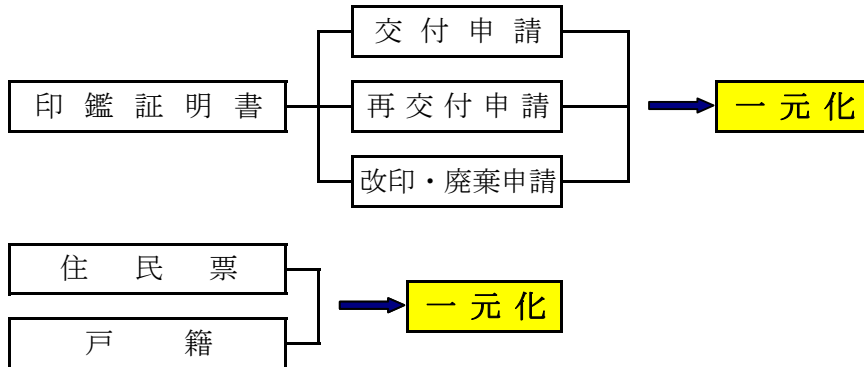 交付申請
印鑑証明書
再交付申請
一元化
改印・廃棄申請
住民票
一元化
戸籍